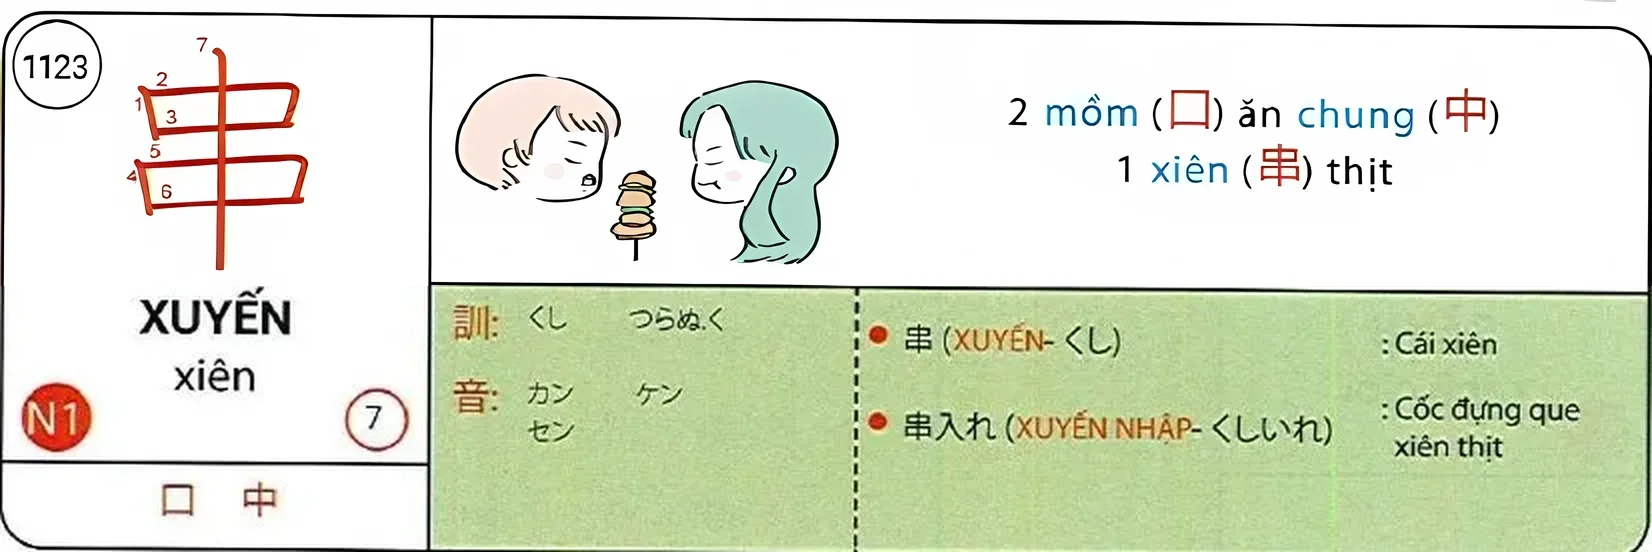 1123
7
2
1
3
5
4
6
串
XUYẾN
xiên
N1
7
口 中
2 mồm (口) ăn chung (中)
1 xiên (串) thịt
訓: くし つらぬ.く
音: カン ケン
セン
串 (XUYẾN- くし) : Cái xiên
串入れ (XUYẾN NHẬP- くしいれ) : Cốc đựng que
xiên thịt